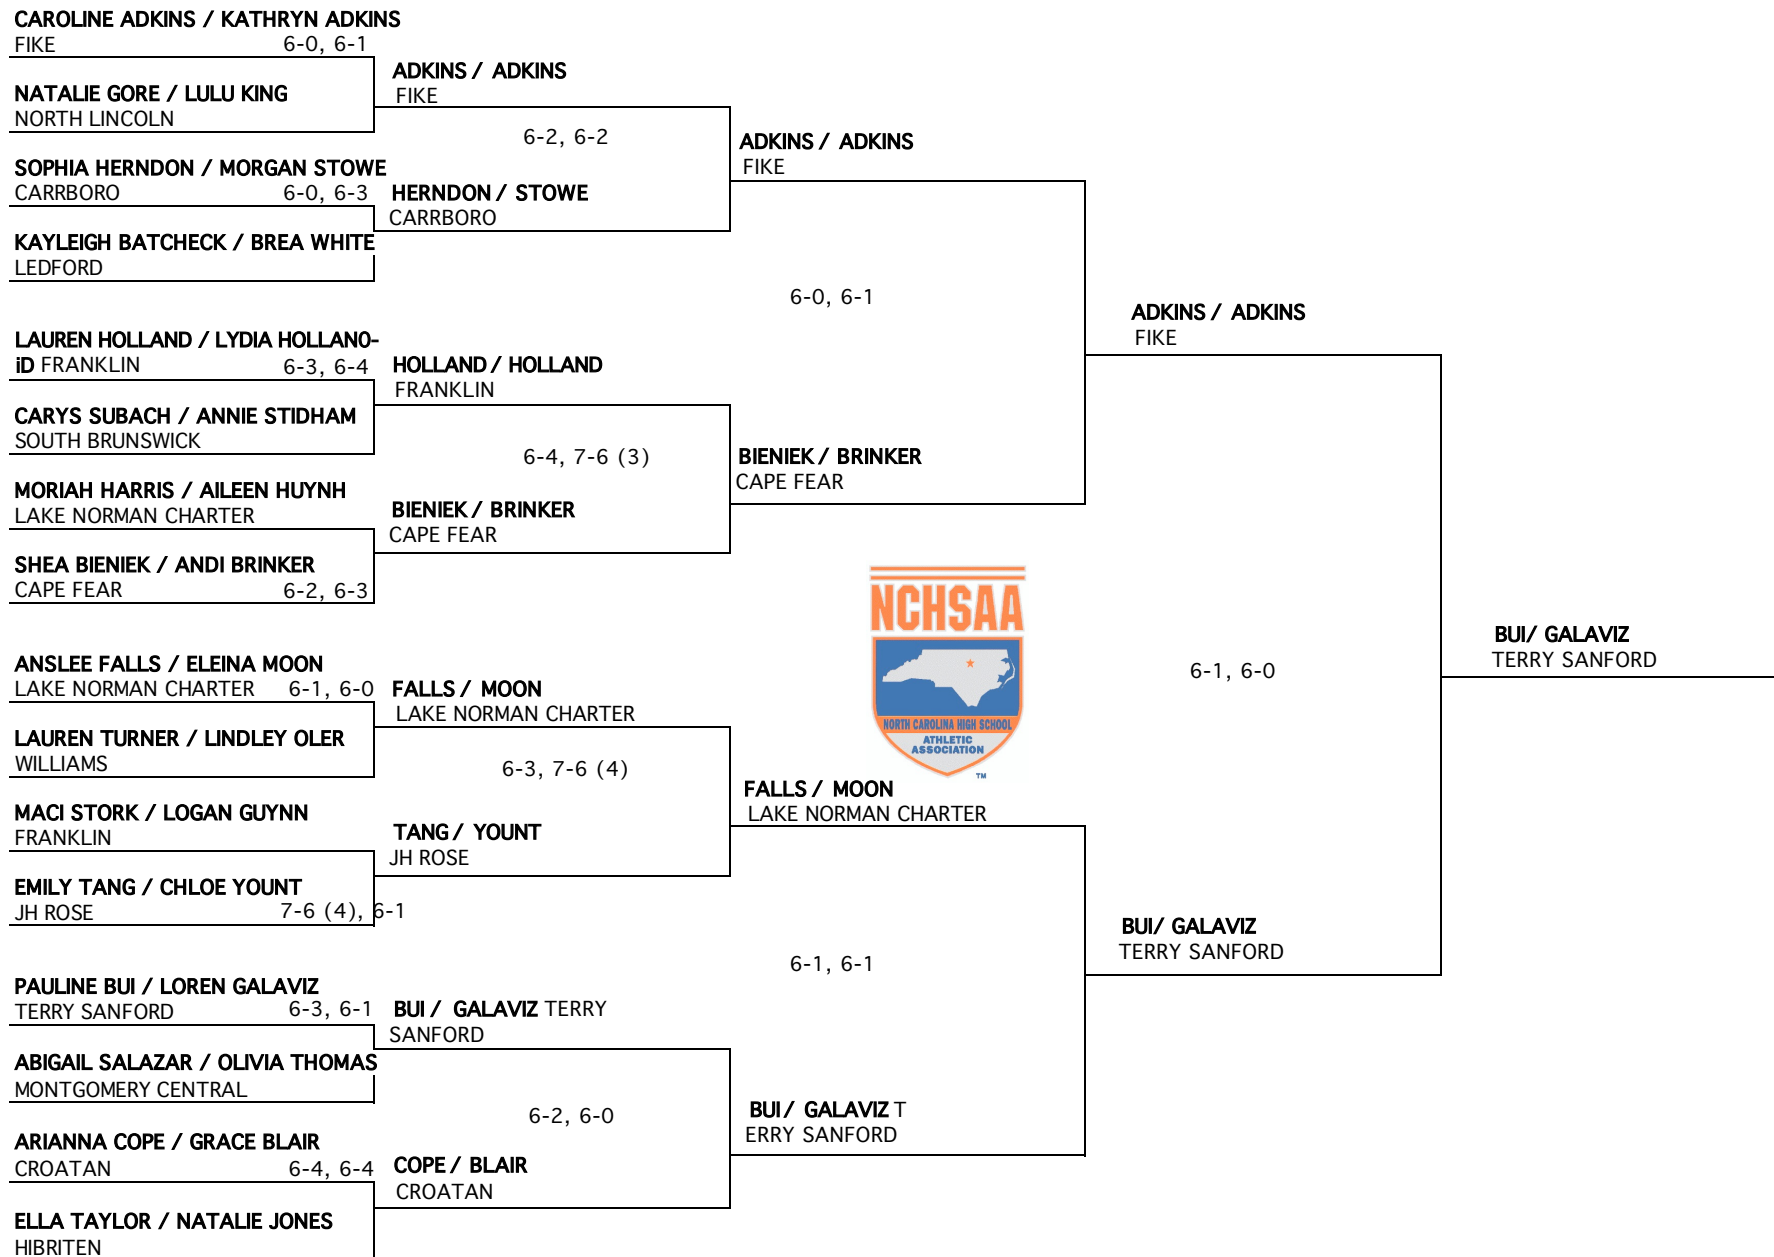 CAROLINE ADKINS / KATHRYN ADKINS
FIKE 6-0, 6-1
NATALIE GORE / LULU KING
NORTH LINCOLN
SOPHIA HERNDON / MORGAN STOWE
CARRBORO 6-0, 6-3
KAYLEIGH BATCHECK / BREA WHITE
LEDFORD
LAUREN HOLLAND / LYDIA HOLLAN0-
iD FRANKLIN 6-3, 6-4
CARYS SUBACH / ANNIE STIDHAM
SOUTH BRUNSWICK
MORIAH HARRIS / AILEEN HUYNH
LAKE NORMAN CHARTER
SHEA BIENIEK / ANDI BRINKER
CAPE FEAR 6-2, 6-3
ANSLEE FALLS / ELEINA MOON
LAKE NORMAN CHARTER 6-1, 6-0
LAUREN TURNER / LINDLEY OLER
WILLIAMS
MACI STORK / LOGAN GUYNN
FRANKLIN
EMILY TANG / CHLOE YOUNT
JH ROSE 7-6 (4), 6-1
PAULINE BUI / LOREN GALAVIZ
TERRY SANFORD 6-3, 6-1
ABIGAIL SALAZAR / OLIVIA THOMAS
MONTGOMERY CENTRAL
ARIANNA COPE / GRACE BLAIR
CROATAN 6-4, 6-4
ELLA TAYLOR / NATALIE JONES
HIBRITEN
ADKINS / ADKINS
FIKE
6-2, 6-2
HERNDON / STOWE
CARRBORO
HOLLAND / HOLLAND
FRANKLIN
6-4, 7-6 (3)
BIENIEK / BRINKER
CAPE FEAR
FALLS / MOON
LAKE NORMAN CHARTER
6-3, 7-6 (4)
TANG / YOUNT
JH ROSE
BUI / GALAVIZ TERRY
SANFORD
6-2, 6-0
COPE / BLAIR
CROATAN
ADKINS / ADKINS
FIKE
6-0, 6-1
BIENIEK / BRINKER
CAPE FEAR
NCHSAA
NORTH CAROLINA HIGH SCHOOL
ATHLETIC
ASSOCIATION
TM
FALLS / MOON
LAKE NORMAN CHARTER
6-1, 6-1
BUI / GALAVIZ T
ERRY SANFORD
ADKINS / ADKINS
FIKE
6-1, 6-0
BUI/ GALAVIZ
TERRY SANFORD
BUI/ GALAVIZ
TERRY SANFORD